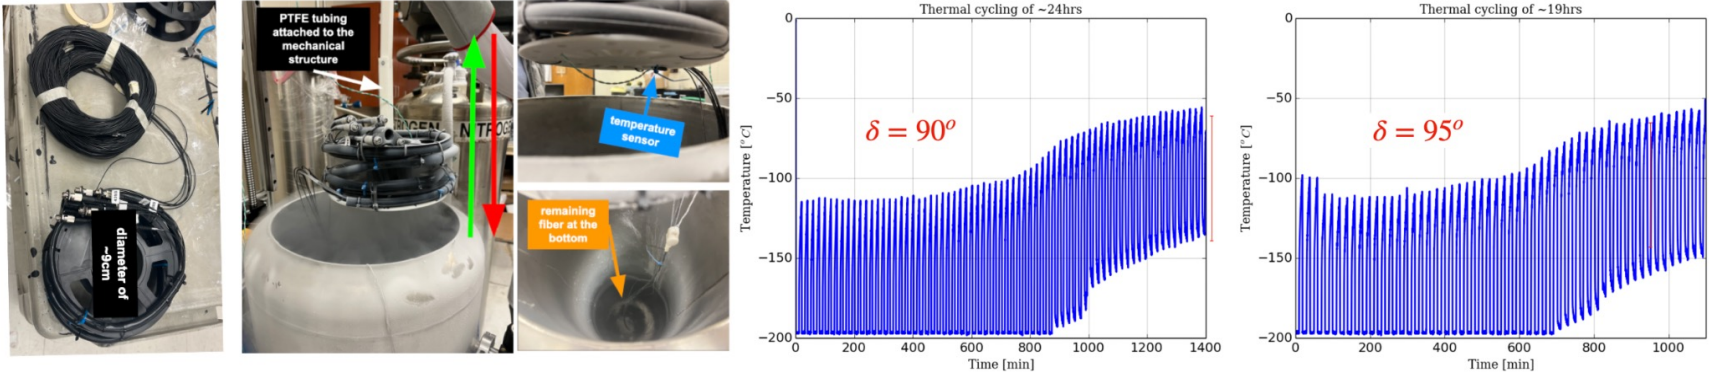 diameter of
~9cm
PTFE tubing
attached to the
mechanical
structure
NITROGEN
temperature
sensor
remaining
fiber at the
bottom
Thermal cycling of ~24hrs
δ = 90°
Temperature [°C]
0
−50
−100
−150
−200
0 200 400 600 800 1000 1200 1400
Time [min]
Thermal cycling of ~19hrs
δ = 95°
Temperature [°C]
0
−50
−100
−150
−200
0 200 400 600 800 1000
Time [min]